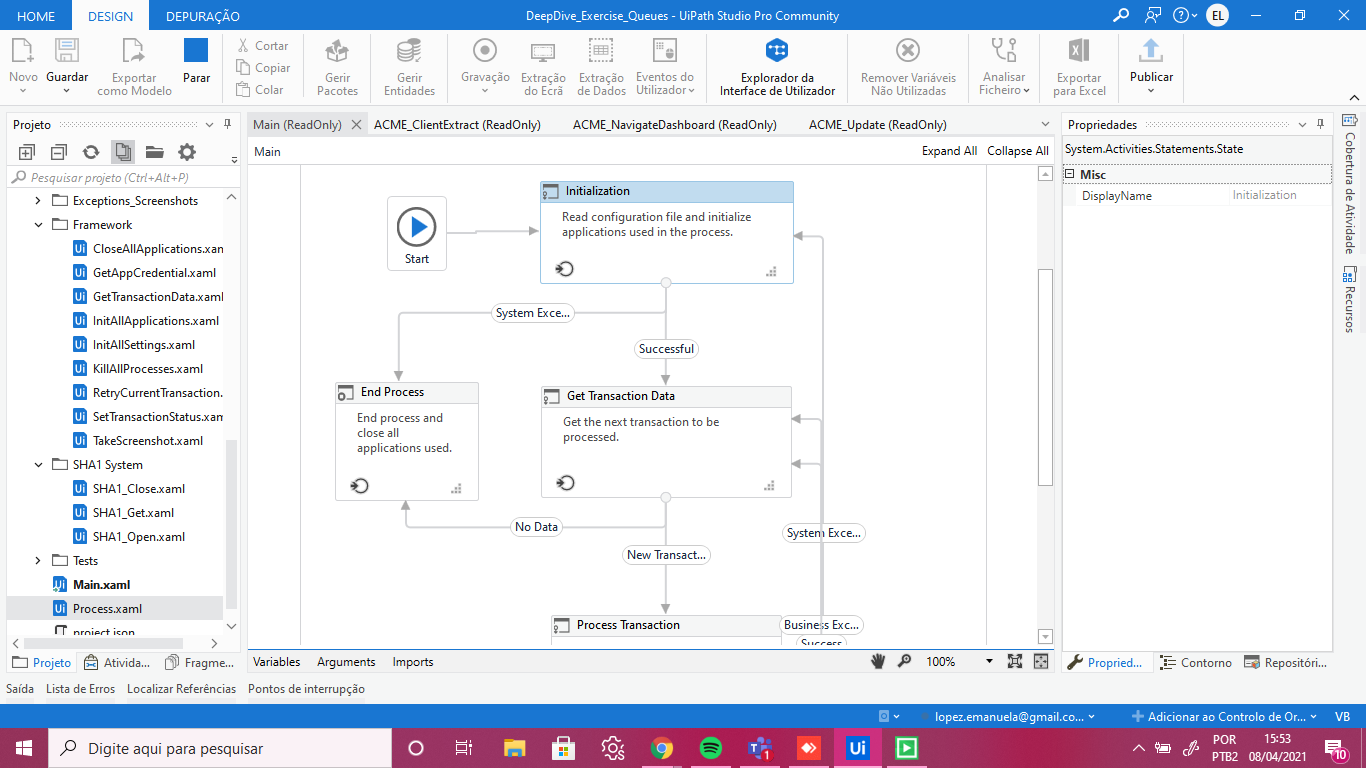 HOME DESIGN DEPURAÇÃO DeepDive_Exercise_Queues - UiPath Studio Pro Community EL
Novo
Guardar
Exportar
como Modelo
Parar
Cortar
Copiar
Colar
Gerir
Pacotes
Gerir
Entidades
Gravação
Extração
do Ecrã
Extração
de Dados
Eventos do
Utilizador
Explorador da
Interface de Utilizador
Remover Variáveis
Não Utilizadas
Analisar
Ficheiro
Exportar
para Excel
Publicar
Projeto
Pesquisar projeto (Ctrl+Alt+P)
Exceptions_Screenshots
Framework
CloseAllApplications.xam
GetAppCredential.xaml
GetTransactionData.xaml
InitAllApplications.xaml
InitAllSettings.xaml
KillAllProcesses.xaml
RetryCurrentTransaction.
SetTransactionStatus.xam
TakeScreenshot.xaml
SHA1 System
SHA1_Close.xaml
SHA1_Get.xaml
SHA1_Open.xaml
Tests
Main.xaml
Process.xaml
project.json
Projeto Ativida... Fragme...
Main (ReadOnly) ACME_ClientExtract (ReadOnly) ACME_NavigateDashboard (ReadOnly) ACME_Update (ReadOnly)
Main Expand All Collapse All
Start
Initialization
Read configuration file and initialize
applications used in the process.
System Exce...
Successful
End Process
End process and
close all
applications used.
Get Transaction Data
Get the next transaction to be
processed.
No Data
New Transact...
System Exce...
Process Transaction
Business Exc...
Success
Variables Arguments Imports 100%
Propriedades
System.Activities.Statements.State
Misc
DisplayName Initialization
Propried... Contorno Repositóri...
Cobertura de Atividade
Recursos
Saída Lista de Erros Localizar Referências Pontos de interrupção
lopez.emanuela@gmail.co... Adicionar ao Controlo de Or... VB
Digite aqui para pesquisar
1
Ui
POR
PTB2
15:53
08/04/2021
10